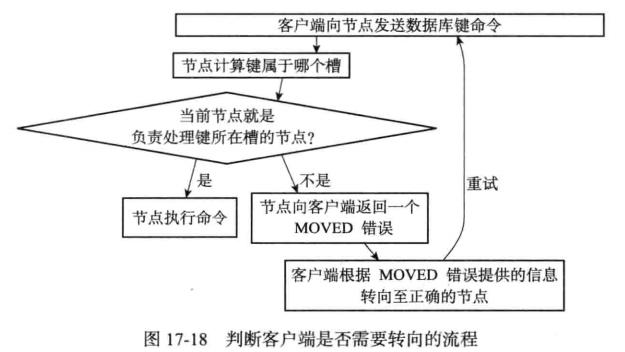 客户端向节点发送数据库键命令
节点计算键属于哪个槽
当前节点就是
负责处理键所在槽的节点？
是
不是
重试
节点执行命令
节点向客户端返回一个
MOVED 错误
客户端根据 MOVED 错误提供的信息
转向至正确的节点
图 17-18 判断客户端是否需要转向的流程